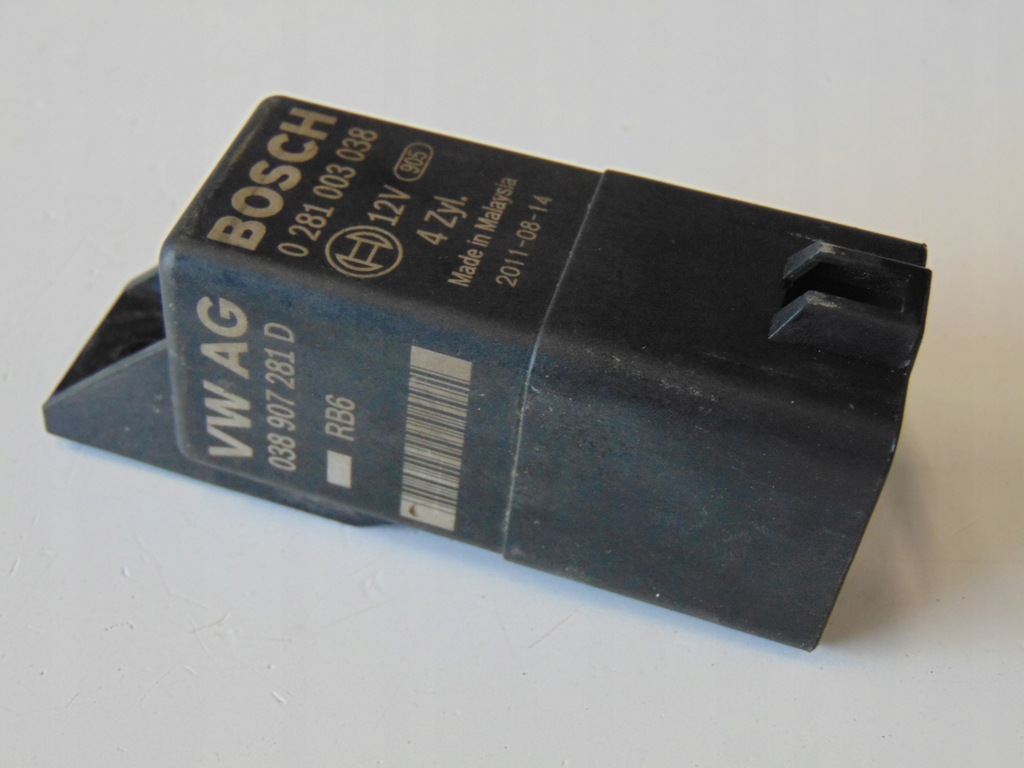 BOSCH
0 281 003 038
12V 905
4 Zyl.
Made in Malaysia
2011-08-14
VW AG
038 907 281 D
RB6